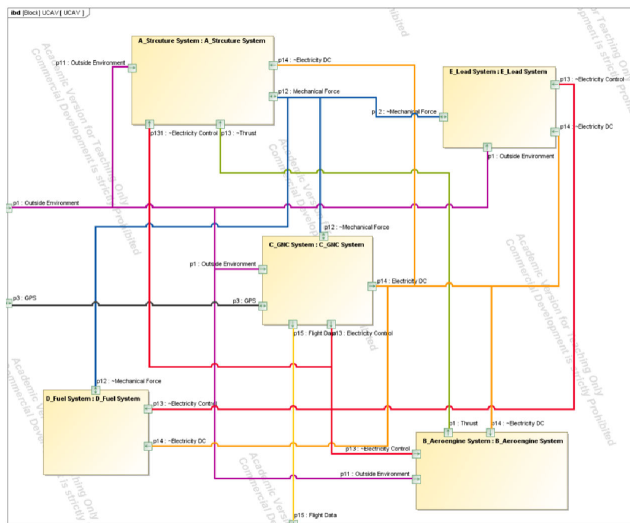 ibd [Block] UCAV [ UCAV ]
A_Strcuture System : A_Strcuture System
p11 : Outside Environment
p14 : ~Electricity DC
p12 : Mechanical Force
p131 : ~Electricity Control
p13 : ~Thrust
E_Lead System : E_Lead System
p13 : ~Electricity Control
p14 : ~Electricity DC
p12 : ~Mechanical Force
p1 : Outside Environment
p1 : Outside Environment
p12 : ~Mechanical Force
C_GNC System : C_GNC System
p1 : Outside Environment
p14 : Electricity DC
p3 : GPS
p3 : GPS
p15 : Flight Data
p13 : Electricity Control
p12 : ~Mechanical Force
D_Fuel System : D_Fuel System
p13 : ~Electricity Control
p14 : ~Electricity DC
p1 : Thrust
p14 : ~Electricity DC
B_Aeroengine System : B_Aeroengine System
p13 : ~Electricity Control
p11 : Outside Environment
p15 : Flight Data
Academic Version for Teaching Only
Commercial Development is strictly Prohibited